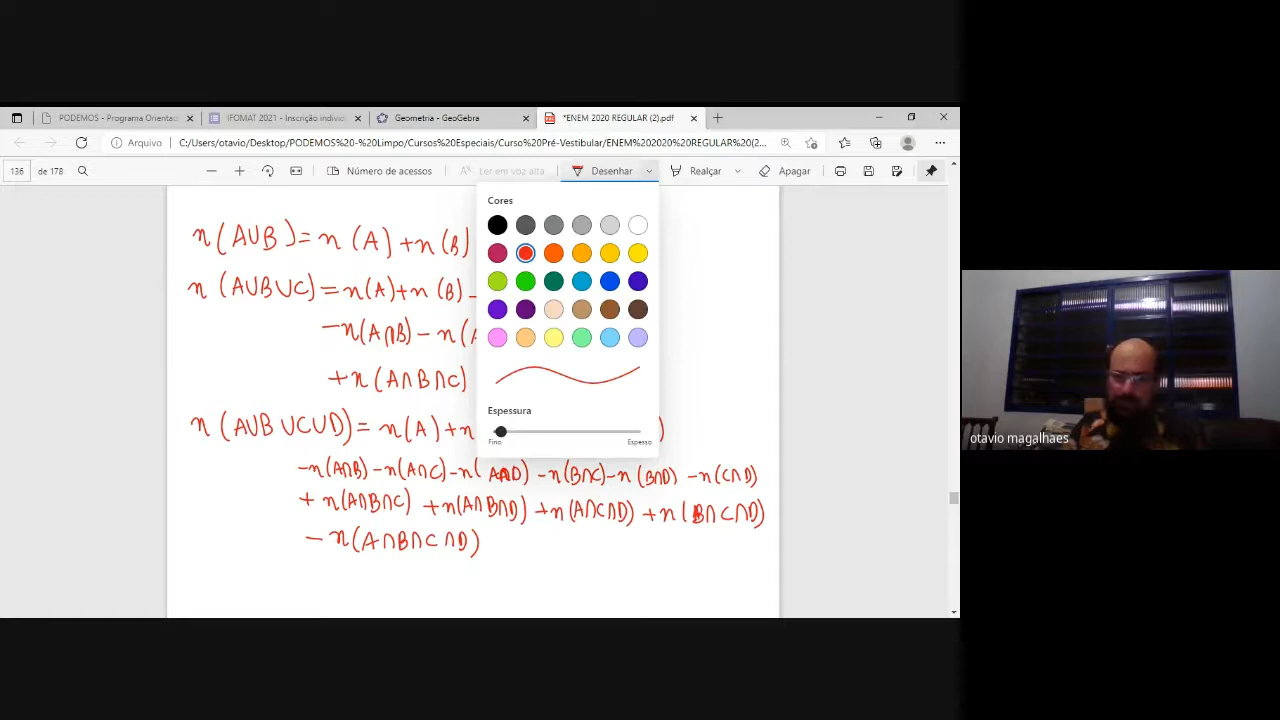 PODEMOS - Programa Orienta
IFOMAT 2021 - Inscrição individ
Geometria - GeoGebra
*ENEM 2020 REGULAR (2).pdf
Arquivo
C:/Users/otavio/Desktop/PODEMOS%20-%20Limpo/Cursos%20Especiais/Curso%20Pré-Vestibular/ENEM%202020%20REGULAR%20(2...
136 de 178
Número de acessos
Ler em voz alta
Desenhar
Realçar
Apagar
Cores
n(A∪B)=n(A)+n(B)
n(A∪B∪C)=n(A)+n(B)-
-n(A∩B)-n(A
+n(A∩B∩C)
n(A∪B∪C∪D)=n(A)+n
)
-n(A∩B)-n(A∩C)-n(A∩D)-n(B∩C)-n(B∩D)-n(C∩D)
+n(A∩B∩C)+n(A∩B∩D)+n(A∩C∩D)+n(B∩C∩D)
-n(A∩B∩C∩D)
Espessura
Fino
Espesso
otavio magalhaes